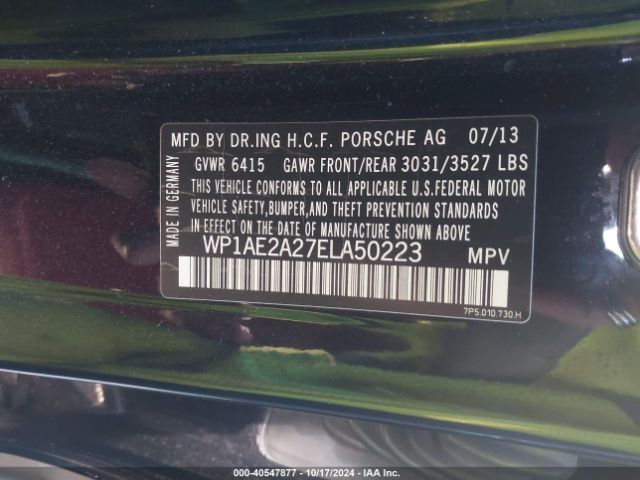 MFD BY DR.ING H.C.F. PORSCHE AG 07/13
GVWR 6415 GAWR FRONT/REAR 3031/3527 LBS
THIS VEHICLE CONFORMS TO ALL APPLICABLE U.S.FEDERAL MOTOR
VEHICLE SAFETY,BUMPER,AND THEFT PREVENTION STANDARDS
IN EFFECT ON THE DATE OF MANUFACTURE SHOWN ABOVE
WP1AE2A27ELA50223 MPV
MADE IN GERMANY
7P5.010.730.H
000-40547877 - 10/17/2024 - IAA Inc.